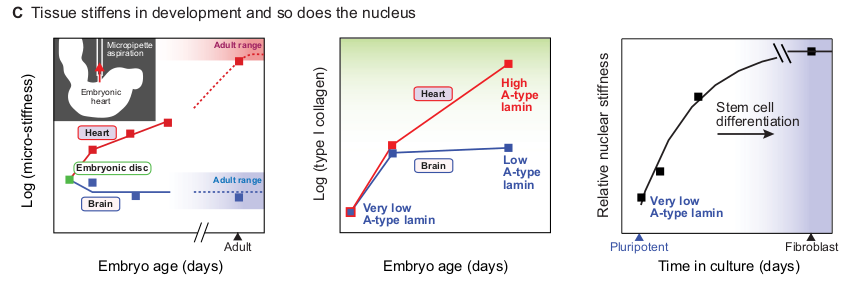 C Tissue stiffens in development and so does the nucleus
Log (micro-stiffness)
Micropipette
aspiration
Embryonic
heart
Adult range
Heart
Embryonic disc
Adult range
Brain
Adult
Embryo age (days)
Log (type I collagen)
Heart
High
A-type
lamin
Brain
Low
A-type
lamin
Very low
A-type lamin
Embryo age (days)
Relative nuclear stiffness
Stem cell
differentiation
Very low
A-type lamin
Pluripotent
Fibroblast
Time in culture (days)